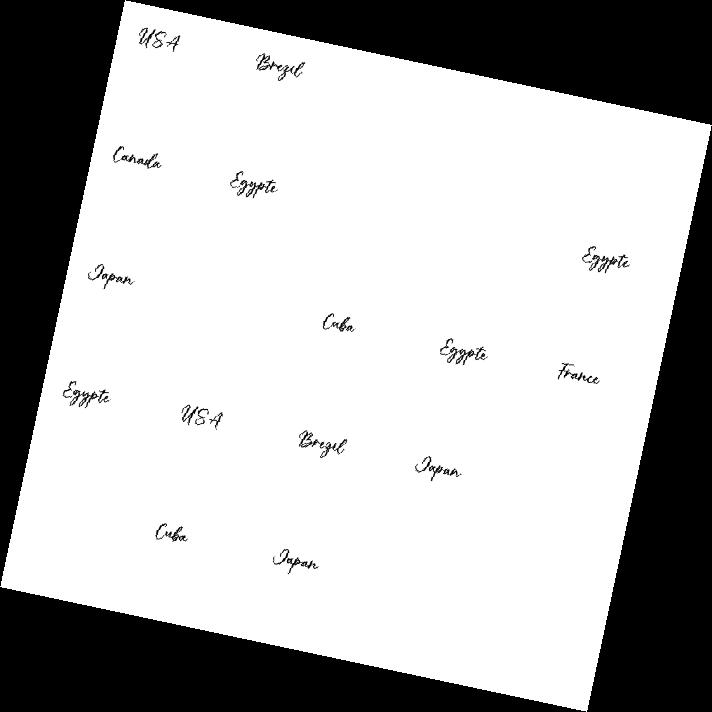 USA Brezil
Canada Egypte Egypte
Japan Cuba Egypte France
Egypte USA Brezil Japan
Cuba Japan